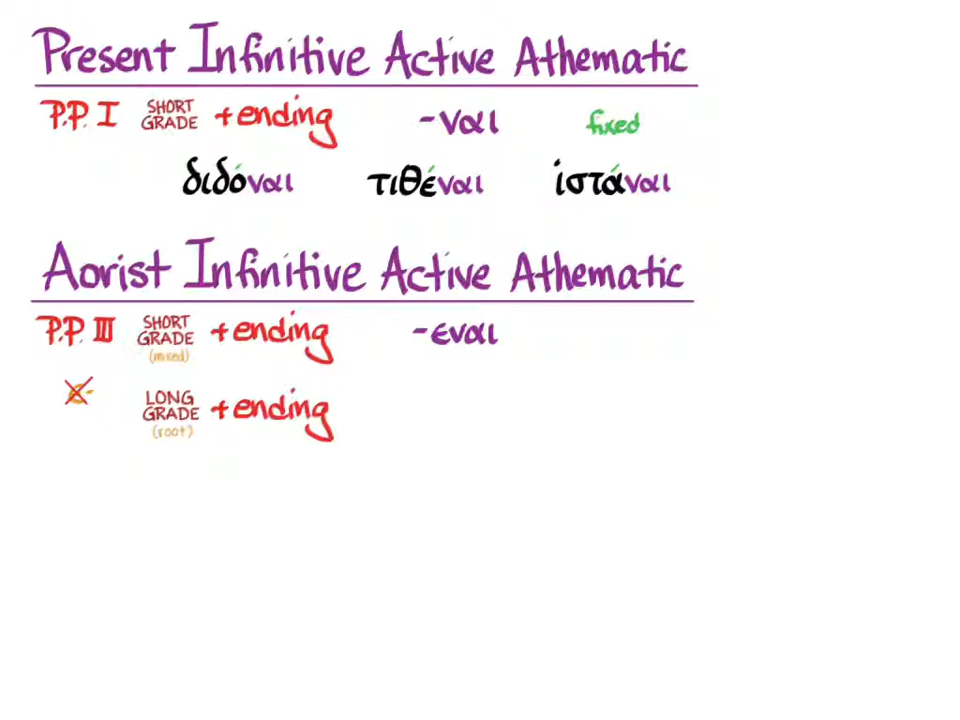 Present Infinitive Active Athematic
P.P. I SHORT GRADE + ending -ναι fixed
διδόναι τιθέναι ἱστάναι
Aorist Infinitive Active Athematic
P.P. III SHORT GRADE (mixed) + ending -εναι
ε- LONG GRADE (root) + ending